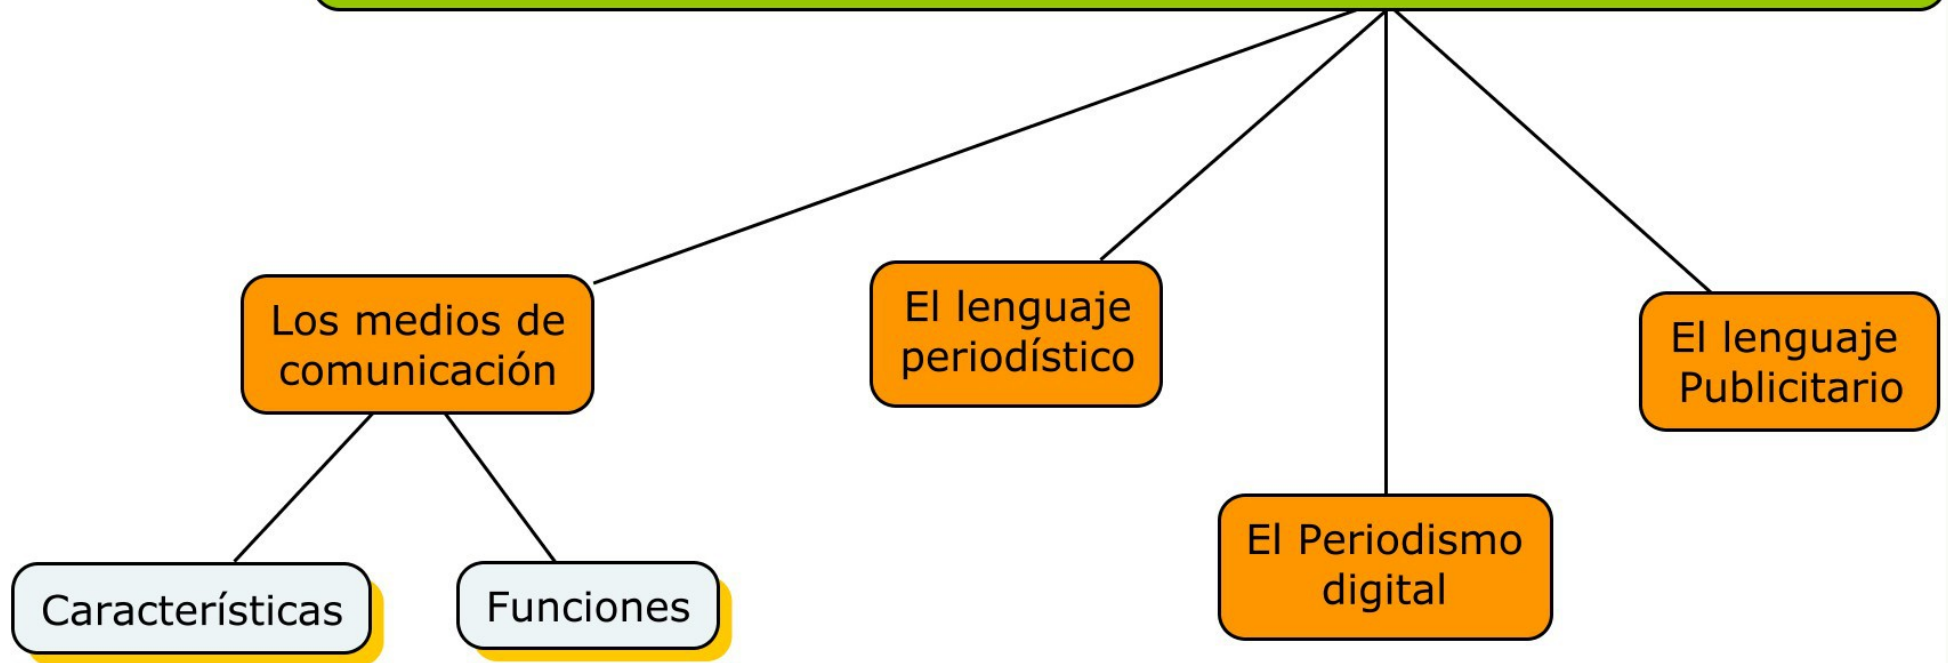 Los medios de
comunicación
El lenguaje
periodístico
El lenguaje
Publicitario
El Periodismo
digital
Características
Funciones